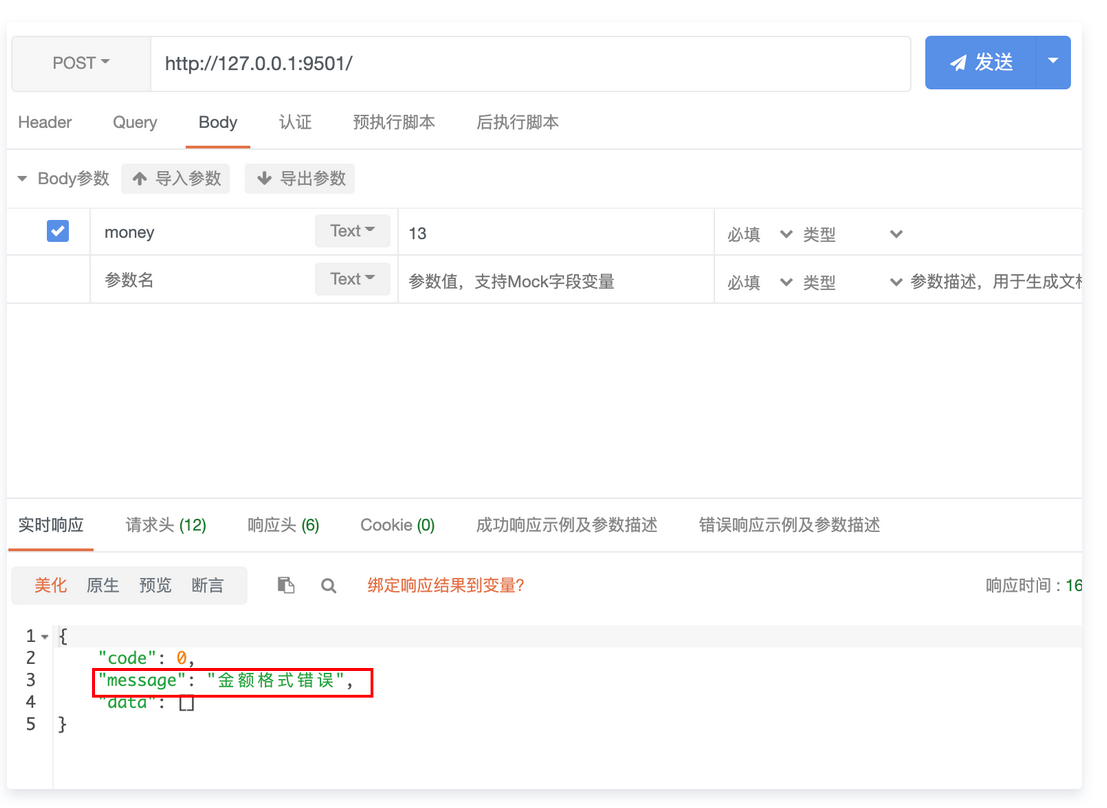 POST http://127.0.0.1:9501/ 发送
Header Query Body 认证 预执行脚本 后执行脚本
Body参数 导入参数 导出参数
money Text 13 必填 类型
参数名 Text 参数值，支持Mock字段变量 必填 类型 参数描述，用于生成文
实时响应 请求头 (12) 响应头 (6) Cookie (0) 成功响应示例及参数描述 错误响应示例及参数描述
美化 原生 预览 断言 绑定响应结果到变量? 响应时间 : 16
1 {
2 "code": 0,
3 "message": "金额格式错误",
4 "data": []
5 }